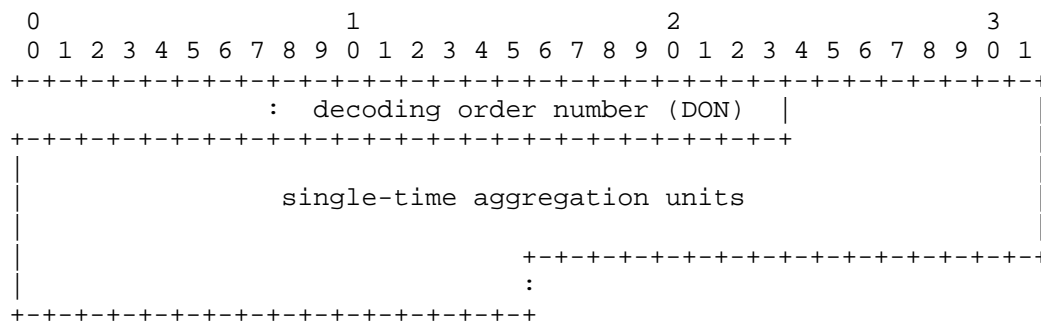 0                   1                   2                   3
0 1 2 3 4 5 6 7 8 9 0 1 2 3 4 5 6 7 8 9 0 1 2 3 4 5 6 7 8 9 0 1
+-+-+-+-+-+-+-+-+-+-+-+-+-+-+-+-+-+-+-+-+-+-+-+-+-+-+-+-+-+-+-+-+
                :  decoding order number (DON)  |               |
+-+-+-+-+-+-+-+-+-+-+-+-+-+-+-+-+-+-+-+-+-+-+-+-+               |
|                                                               |
|                single-time aggregation units                  |
|                                                               |
|                               +-+-+-+-+-+-+-+-+-+-+-+-+-+-+-+-+
|                               :
+-+-+-+-+-+-+-+-+-+-+-+-+-+-+-+-+